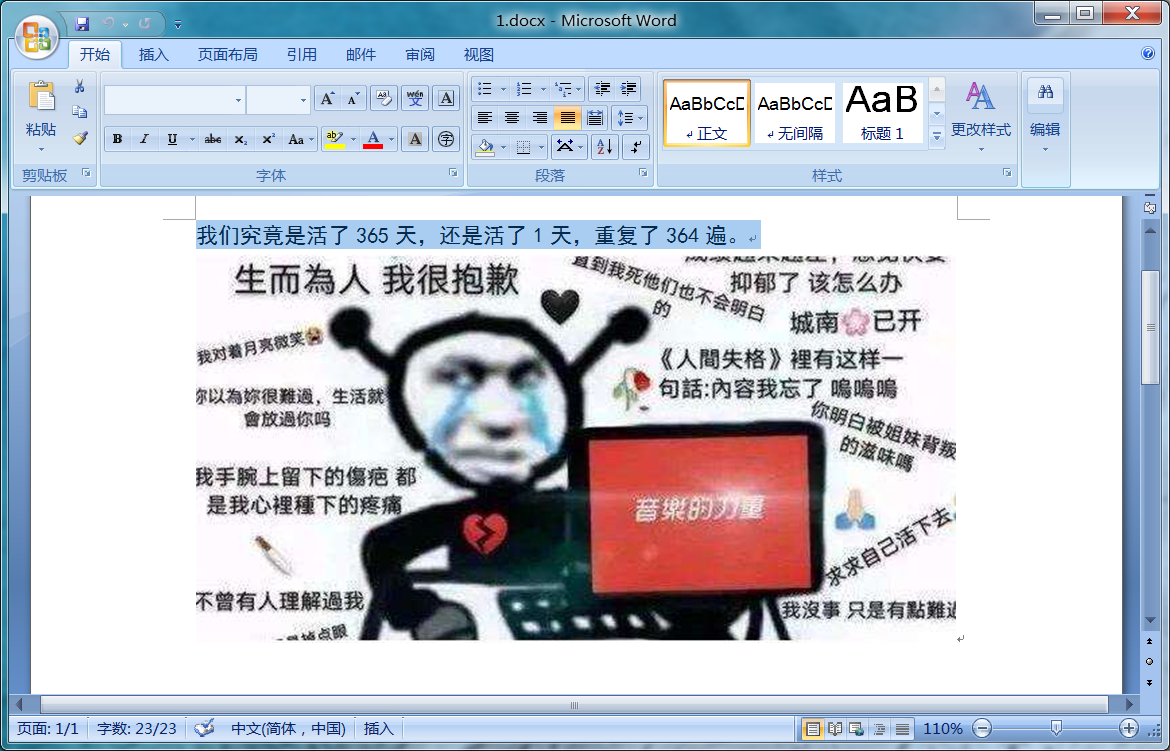 1.docx - Microsoft Word
开始 插入 页面布局 引用 邮件 审阅 视图
粘贴
剪贴板
B I U abc x₂ x² Aa ab A A 字
wén 文 A
字体
段落
AaBbCcD AaBbCcD AaB
正文 无间隔 标题 1
更改样式
样式
编辑
我们究竟是活了 365 天，还是活了 1 天，重复了 364 遍。
生而為人 我很抱歉
直到我死他们也不会明白
的
抑郁了 该怎么办
城南🌸已开
我对着月亮微笑😭
《人間失格》裡有这样一
句話:內容我忘了 嗚嗚嗚
你以為妳很難過，生活就
會放過你吗
你明白被姐妹背叛
的滋味嗎
我手腕上留下的傷疤 都
是我心裡種下的疼痛
音樂的力量
求求自己活下去
不曾有人理解過我
我沒事 只是有點難過
页面: 1/1 字数: 23/23 中文(简体，中国) 插入 110%